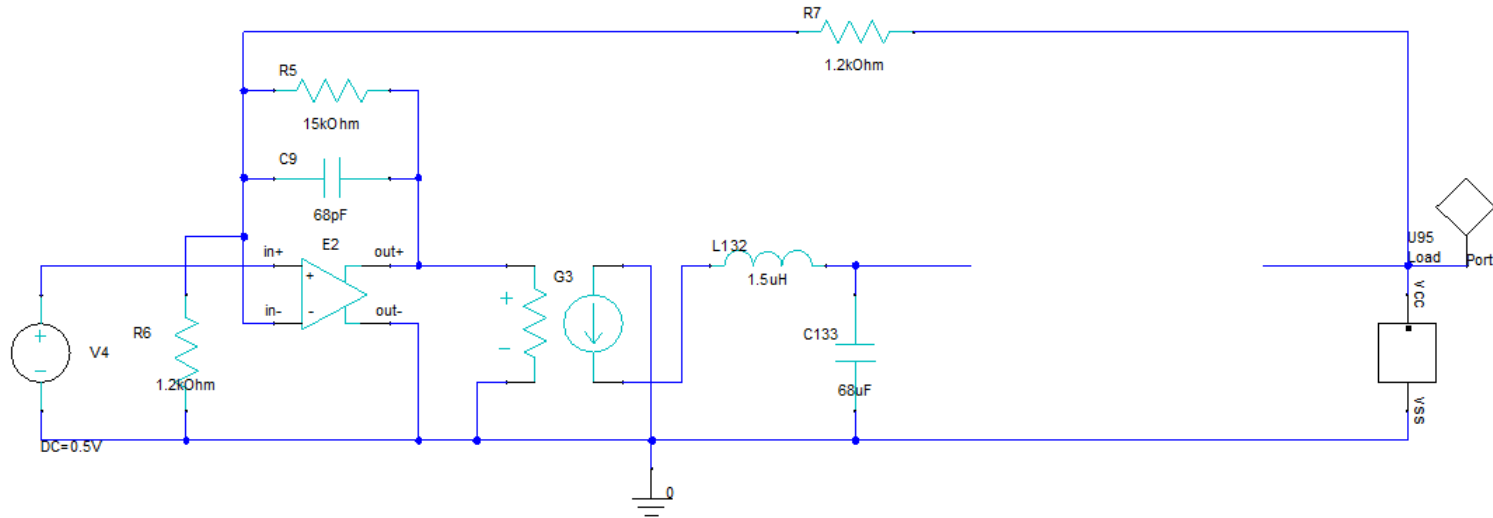 R7
1.2kOhm
R5
15kOhm
C9
68pF
E2
in+
out+
+
-
in-
out-
R6
1.2kOhm
+
-
V4
DC=0.5V
G3
+
-
L132
1.5uH
C133
68uF
U95
Load
Port
VCC
VSS
0